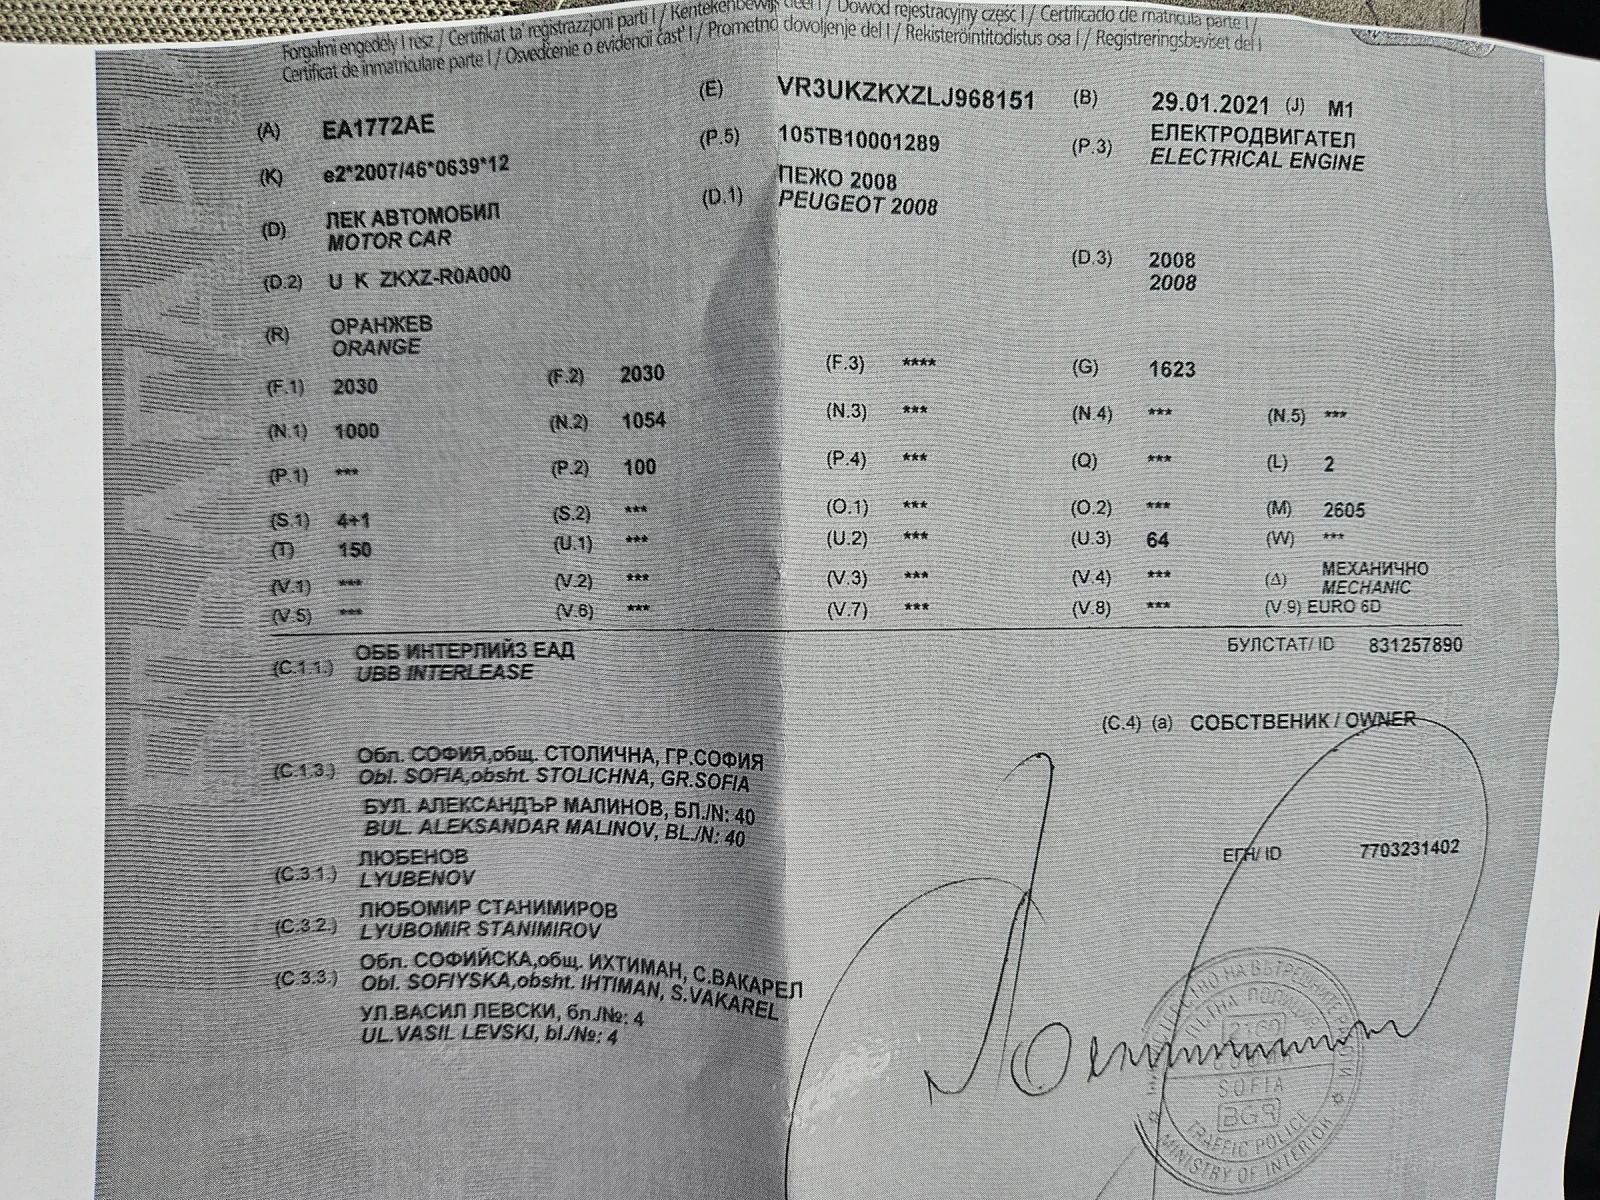 Forgalmi engedély I rész / Certifikat ta' reġistrazzjoni parti I / Kentekenbewijs deel I / Dowód rejestracyjny część I / Certificado de matrícula parte I /
Certificat de înmatriculare parte I / Osvedčenie o evidencii časť I / Prometno dovoljenje del I / Rekisteröintitodistus osa I / Registreringsbeviset del I
(A) EA1772AE (E) VR3UKZKXZLJ968151 (B) 29.01.2021 (J) M1
(K) e2*2007/46*0639*12 (P.5) 105TB10001289 (P.3) ЕЛЕКТРОДВИГАТЕЛ
ELECTRICAL ENGINE
(D) ЛЕК АВТОМОБИЛ (D.1) ПЕЖО 2008
MOTOR CAR PEUGEOT 2008
(D.2) U K ZKXZ-R0A000 (D.3) 2008
2008
(R) ОРАНЖЕВ
ORANGE
(F.1) 2030 (F.2) 2030 (F.3) **** (G) 1623
(N.1) 1000 (N.2) 1054 (N.3) *** (N.4) *** (N.5) ***
(P.1) *** (P.2) 100 (P.4) *** (Q) *** (L) 2
(S.1) 4+1 (S.2) *** (O.1) *** (O.2) *** (M) 2605
(T) 150 (U.1) *** (U.2) *** (U.3) 64 (W) ***
(V.1) *** (V.2) *** (V.3) *** (V.4) *** (Δ) МЕХАНИЧНО
MECHANIC
(V.5) *** (V.6) *** (V.7) *** (V.8) *** (V.9) EURO 6D
(C.1.1.) ОББ ИНТЕРЛИЙЗ ЕАД БУЛСТАТ/ ID 831257890
UBB INTERLEASE
(C.4) (a) СОБСТВЕНИК / OWNER
(C.1.3.) Обл. СОФИЯ,общ. СТОЛИЧНА, ГР.СОФИЯ
Obl. SOFIA,obsht. STOLICHNA, GR.SOFIA
БУЛ. АЛЕКСАНДЪР МАЛИНОВ, БЛ./N: 40
BUL. ALEKSANDAR MALINOV, BL./N: 40
(C.3.1.) ЛЮБЕНОВ ЕГН/ ID 7703231402
LYUBENOV
(C.3.2.) ЛЮБОМИР СТАНИМИРОВ
LYUBOMIR STANIMIROV
(C.3.3.) Обл. СОФИЙСКА,общ. ИХТИМАН, С.ВАКАРЕЛ
Obl. SOFIYSKA,obsht. IHTIMAN, S.VAKAREL
УЛ.ВАСИЛ ЛЕВСКИ, бл./№: 4
UL.VASIL LEVSKI, bl./№: 4
НА ВЪТРЕШНИТЕ
ПОЛИЦИЯ
2160
SOFIA
BGR
TRAFFIC POLICE
MINISTRY OF INTERIOR